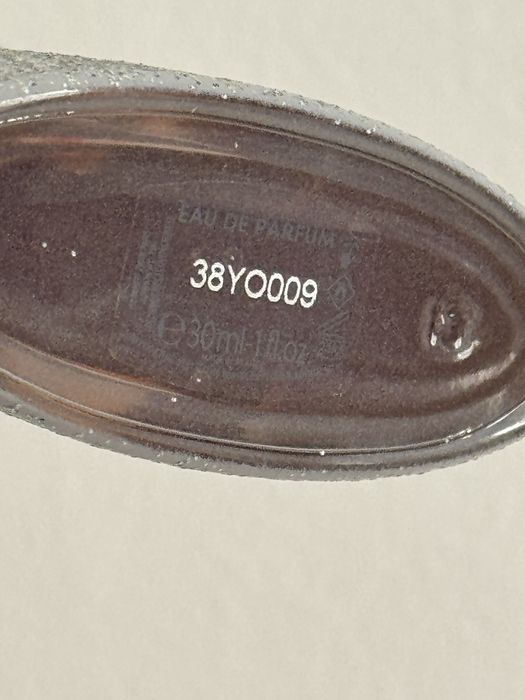 EAU DE PARFUM
38YO009
℮30ml-1fl.oz